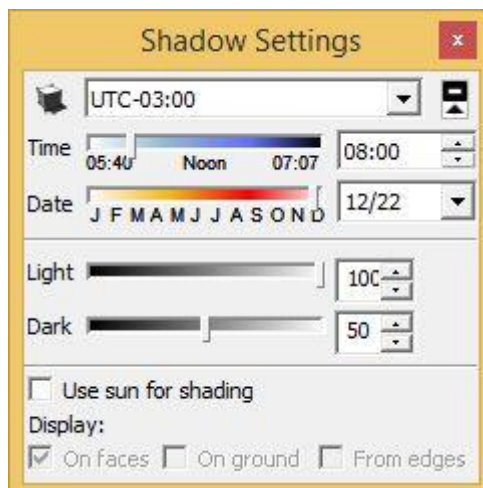 Shadow Settings
x
UTC-03:00
Time 05:40 Noon 07:07 08:00
Date J F M A M J J A S O N D 12/22
Light 100
Dark 50
Use sun for shading
Display:
On faces On ground From edges